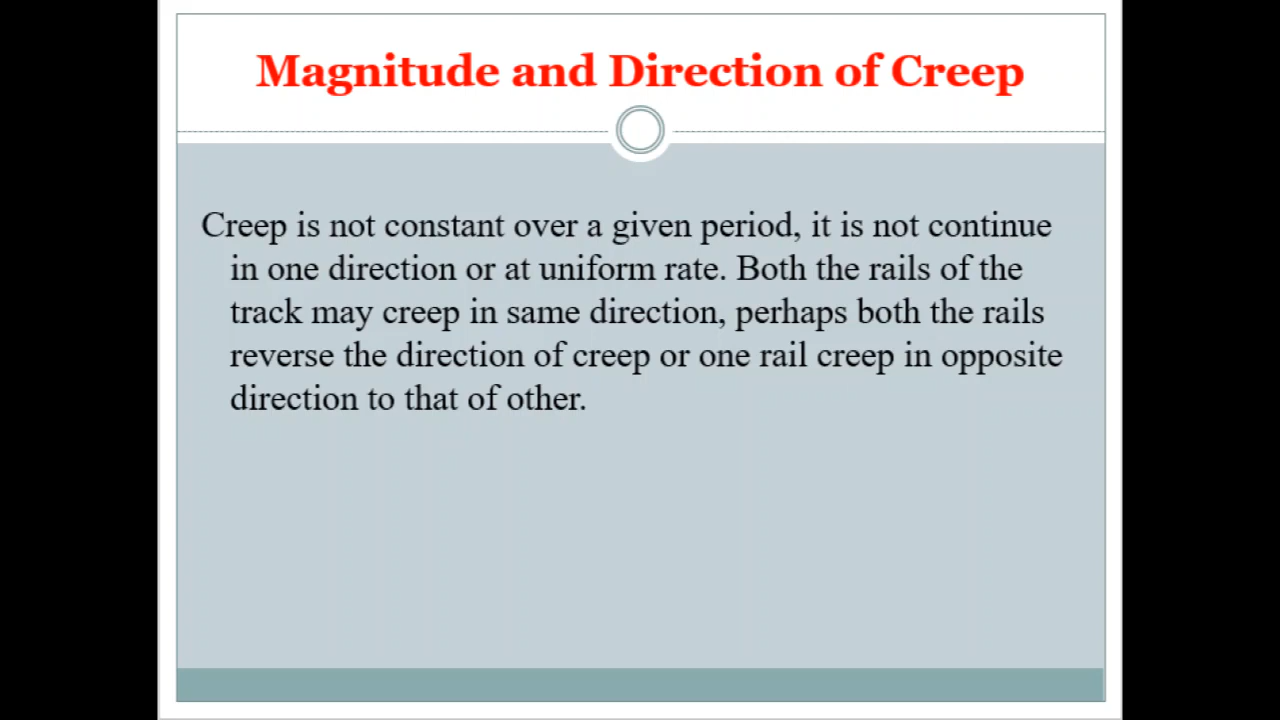 Magnitude and Direction of Creep
Creep is not constant over a given period, it is not continue
in one direction or at uniform rate. Both the rails of the
track may creep in same direction, perhaps both the rails
reverse the direction of creep or one rail creep in opposite
direction to that of other.